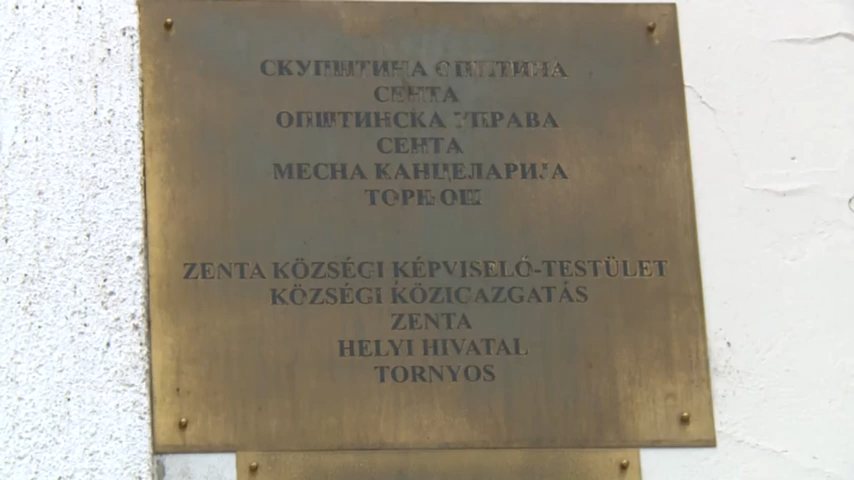 СКУПШТИНА ОПШТИНА
СЕНТА
ОПШТИНСКА УПРАВА
СЕНТА
МЕСНА КАНЦЕЛАРИЈА
ТОРЊОШ
ZENTA KÖZSÉGI KÉPVISELŐ-TESTÜLET
KÖZSÉGI KÖZIGAZGATÁS
ZENTA
HELYI HIVATAL
TORNYOS